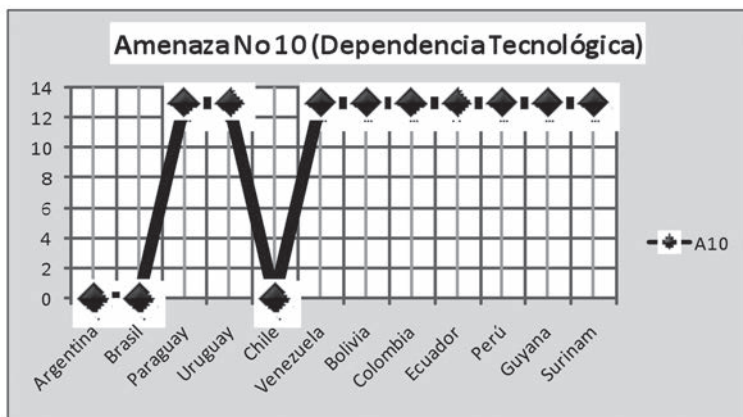 Amenaza No 10 (Dependencia Tecnológica)
14
12
10
8
6
4
2
0
Argentina
Brasil
Paraguay
Uruguay
Chile
Venezuela
Bolivia
Colombia
Ecuador
Perú
Guyana
Surinam
A10